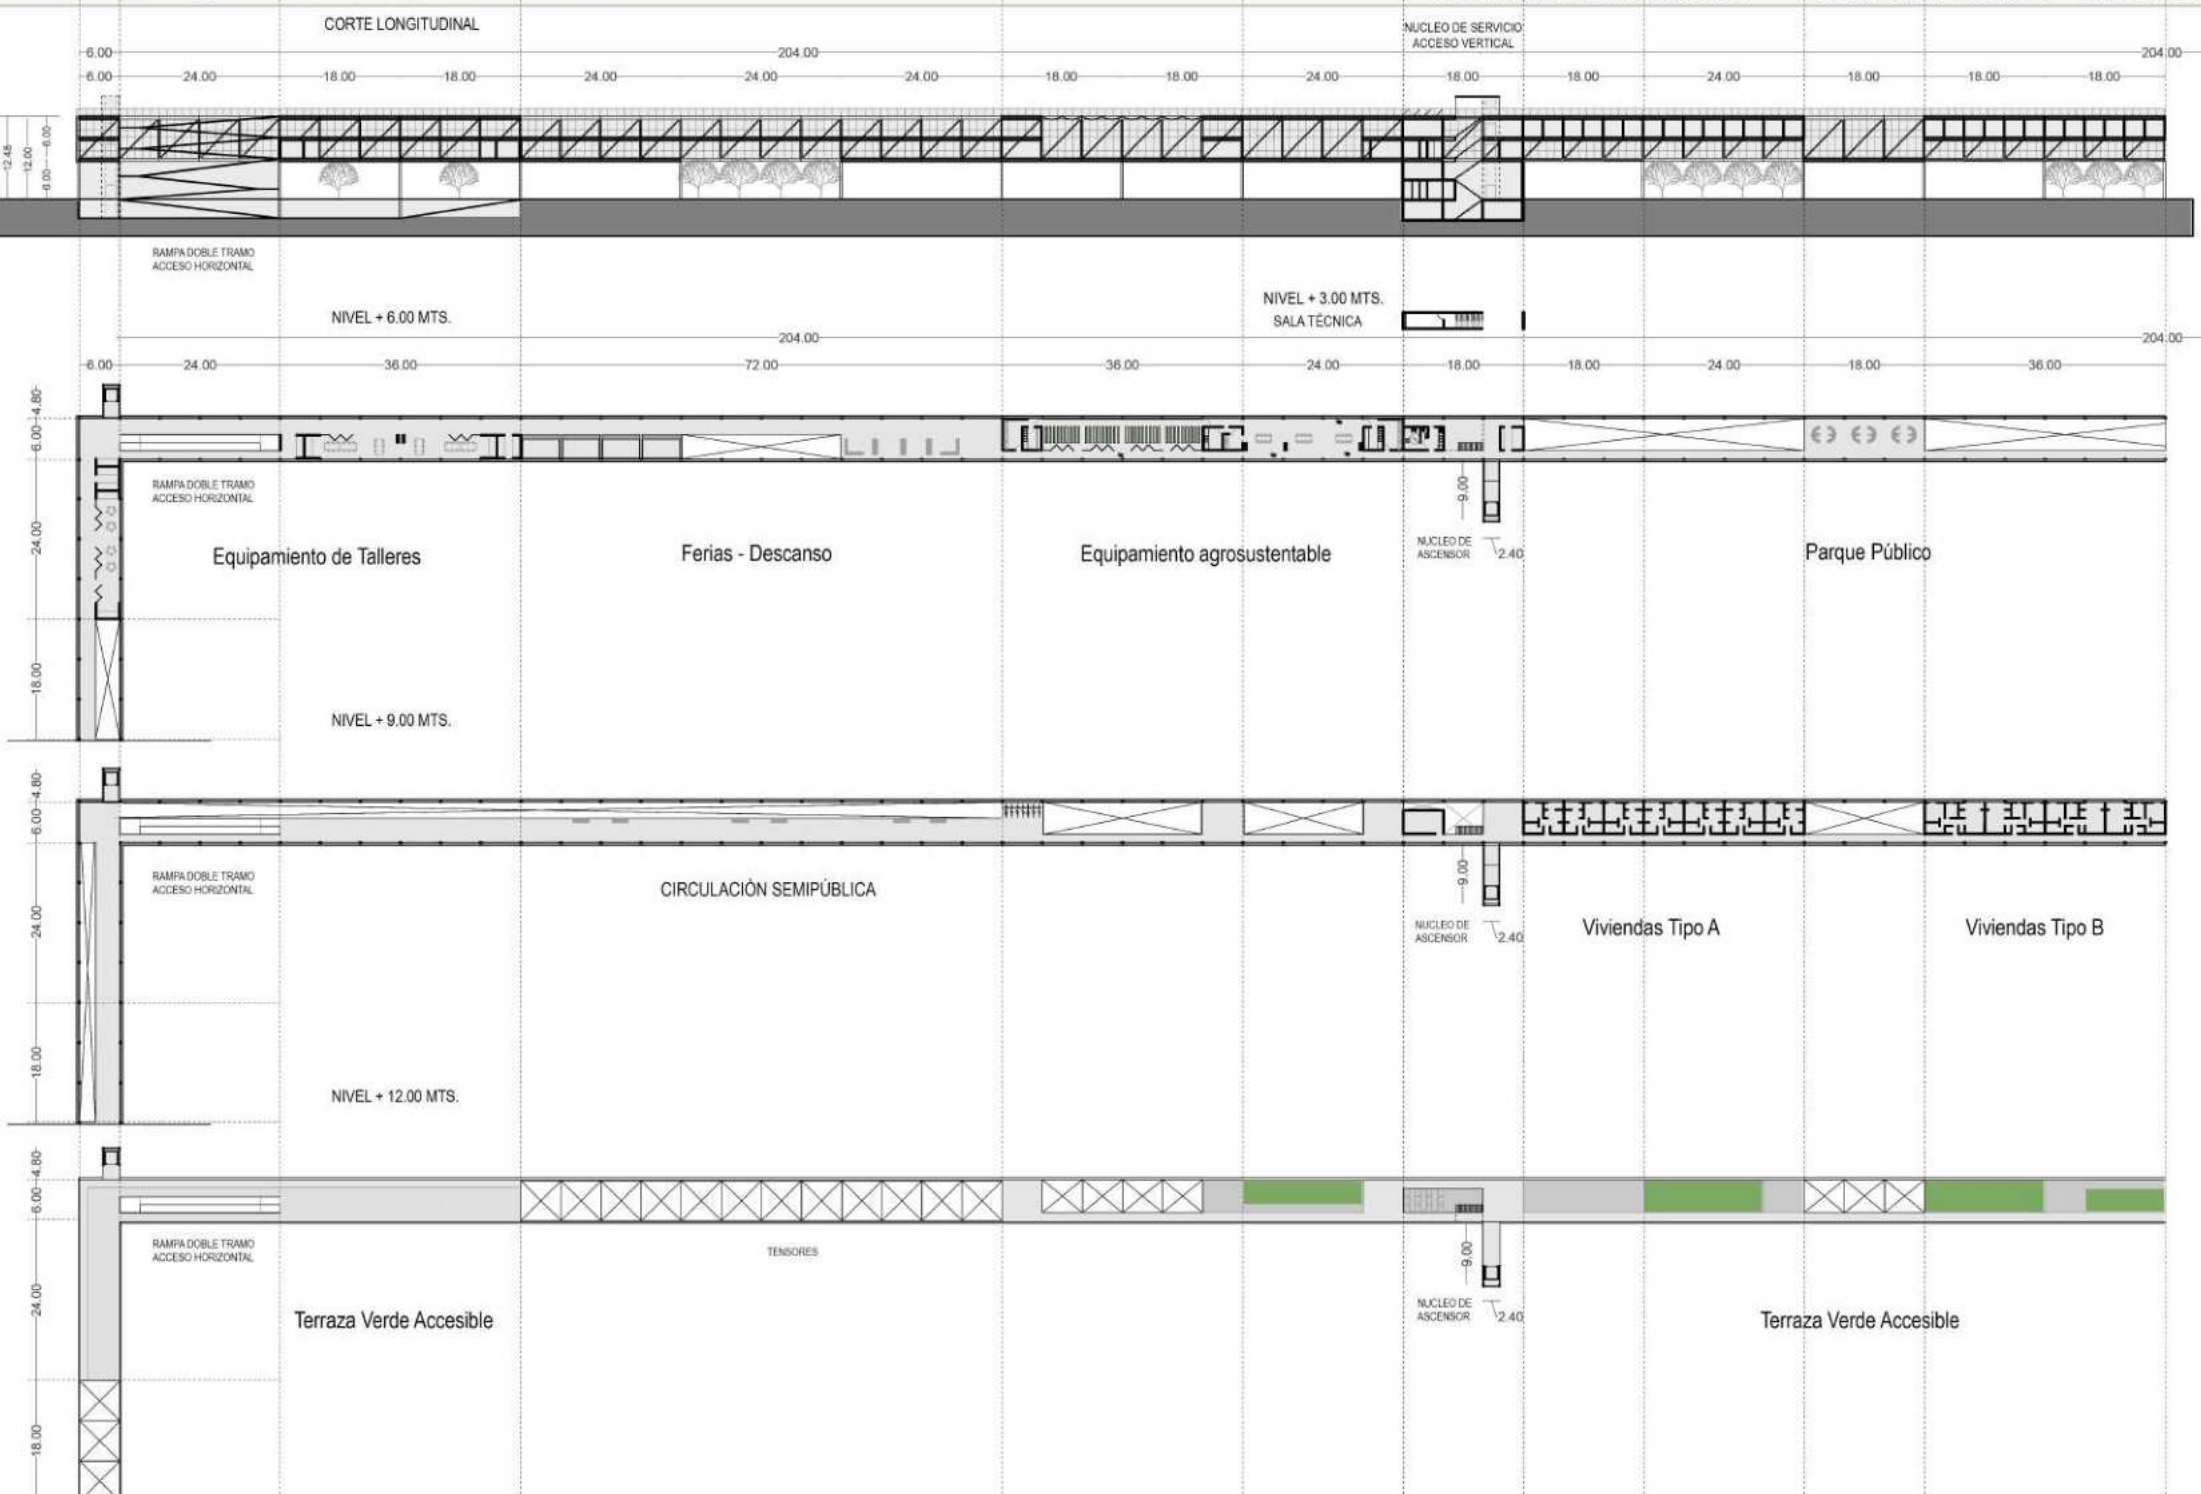 CORTE LONGITUDINAL
NUCLEO DE SERVICIO
ACCESO VERTICAL
6.00
204.00
204.00
6.00
24.00
18.00
18.00
24.00
24.00
24.00
18.00
18.00
24.00
18.00
18.00
24.00
18.00
18.00
18.00
12.48
12.00
6.00
6.00
RAMPA DOBLE TRAMO
ACCESO HORIZONTAL
NIVEL + 6.00 MTS.
NIVEL + 3.00 MTS.
SALA TÉCNICA
204.00
204.00
6.00
24.00
36.00
72.00
36.00
24.00
18.00
18.00
24.00
18.00
36.00
4.80
6.00
24.00
18.00
RAMPA DOBLE TRAMO
ACCESO HORIZONTAL
9.00
Equipamiento de Talleres
Ferias - Descanso
Equipamiento agrosustentable
NUCLEO DE
ASCENSOR
2.40
Parque Público
NIVEL + 9.00 MTS.
4.80
6.00
24.00
18.00
RAMPA DOBLE TRAMO
ACCESO HORIZONTAL
CIRCULACIÓN SEMIPÚBLICA
9.00
NUCLEO DE
ASCENSOR
2.40
Viviendas Tipo A
Viviendas Tipo B
NIVEL + 12.00 MTS.
4.80
6.00
24.00
18.00
RAMPA DOBLE TRAMO
ACCESO HORIZONTAL
TENSORES
9.00
NUCLEO DE
ASCENSOR
2.40
Terraza Verde Accesible
Terraza Verde Accesible